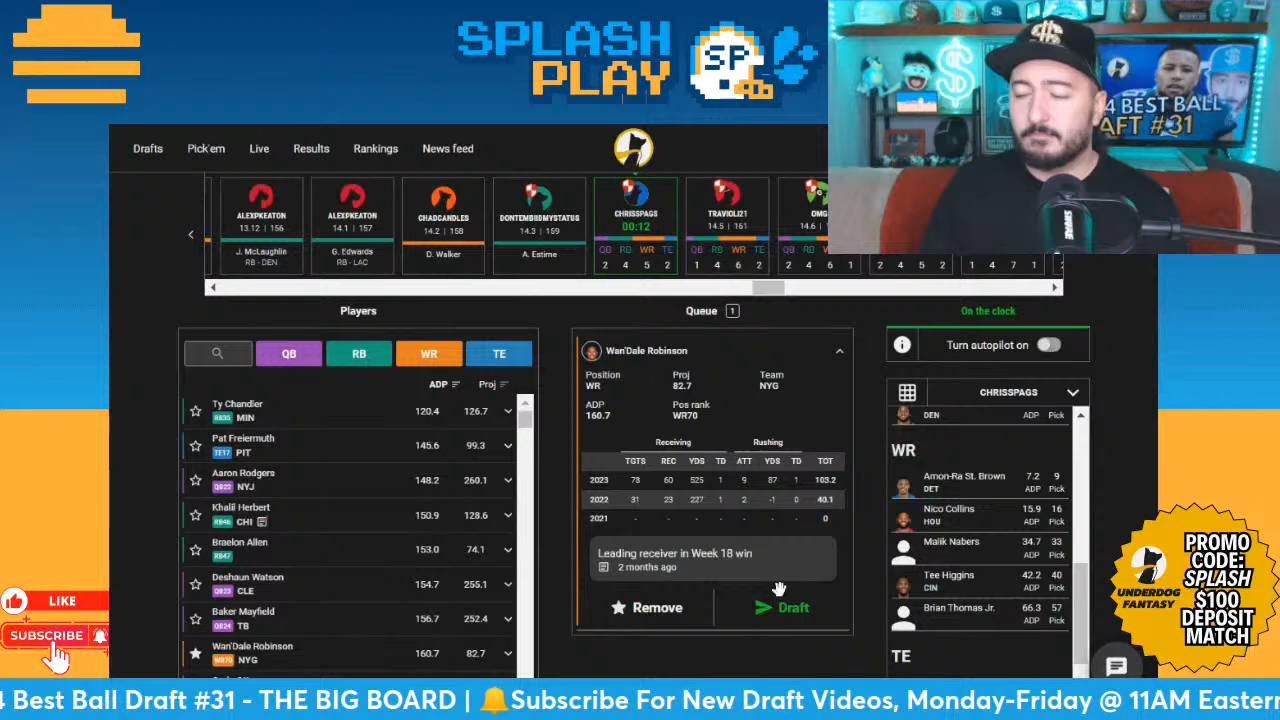 SPLASH
PLAY
SP
4 BEST BALL
AFT #31
Drafts Pick'em Live Results Rankings News feed
ALEXPKEATON
13.12 | 156
J. McLaughlin
RB - DEN
ALEXPKEATON
14.1 | 157
G. Edwards
RB - LAC
CHADCANDLES
14.2 | 158
D. Walker
DONTEMBIIDMYSTATUS
14.3 | 159
A. Estime
CHRISSPAGS
00:12
QB RB WR TE
2 4 5 2
TRAVIOLI21
14.5 | 161
QB RB WR TE
1 4 6 2
OMG
14.6 |
QB RB
2 4 6 1
2 4 5 2
1 4 7 1
Players
QB RB WR TE
ADP Proj
Ty Chandler
RB35 MIN
120.4 126.7
Pat Freiermuth
TE17 PIT
145.6 99.3
Aaron Rodgers
QB22 NYJ
148.2 260.1
Khalil Herbert
RB46 CHI
150.9 128.6
Braelon Allen
RB47
153.0 74.1
Deshaun Watson
QB23 CLE
154.7 255.1
Baker Mayfield
QB24 TB
156.7 252.4
Wan'Dale Robinson
WR70 NYG
160.7 82.7
Queue 1
Wan'Dale Robinson
Position Proj Team
WR 82.7 NYG
ADP Pos rank
160.7 WR70
Receiving Rushing
TGTS REC YDS TD ATT YDS TD TOT
2023 78 60 525 1 9 87 1 103.2
2022 31 23 227 1 2 -1 0 40.1
2021 - - - - - - - 0
Leading receiver in Week 18 win
2 months ago
Remove Draft
On the clock
Turn autopilot on
CHRISSPAGS
DEN ADP Pick
WR
Amon-Ra St. Brown 7.2 9
DET ADP Pick
Nico Collins 15.9 16
HOU ADP Pick
Malik Nabers 34.7 33
ADP Pick
Tee Higgins 42.2 40
CIN ADP Pick
Brian Thomas Jr. 66.3 57
ADP Pick
TE
LIKE
SUBSCRIBE
UNDERDOG
FANTASY
PROMO
CODE:
SPLASH
$100
DEPOSIT
MATCH
4 Best Ball Draft #31 - THE BIG BOARD | 🔔Subscribe For New Draft Videos, Monday-Friday @ 11AM Eastern